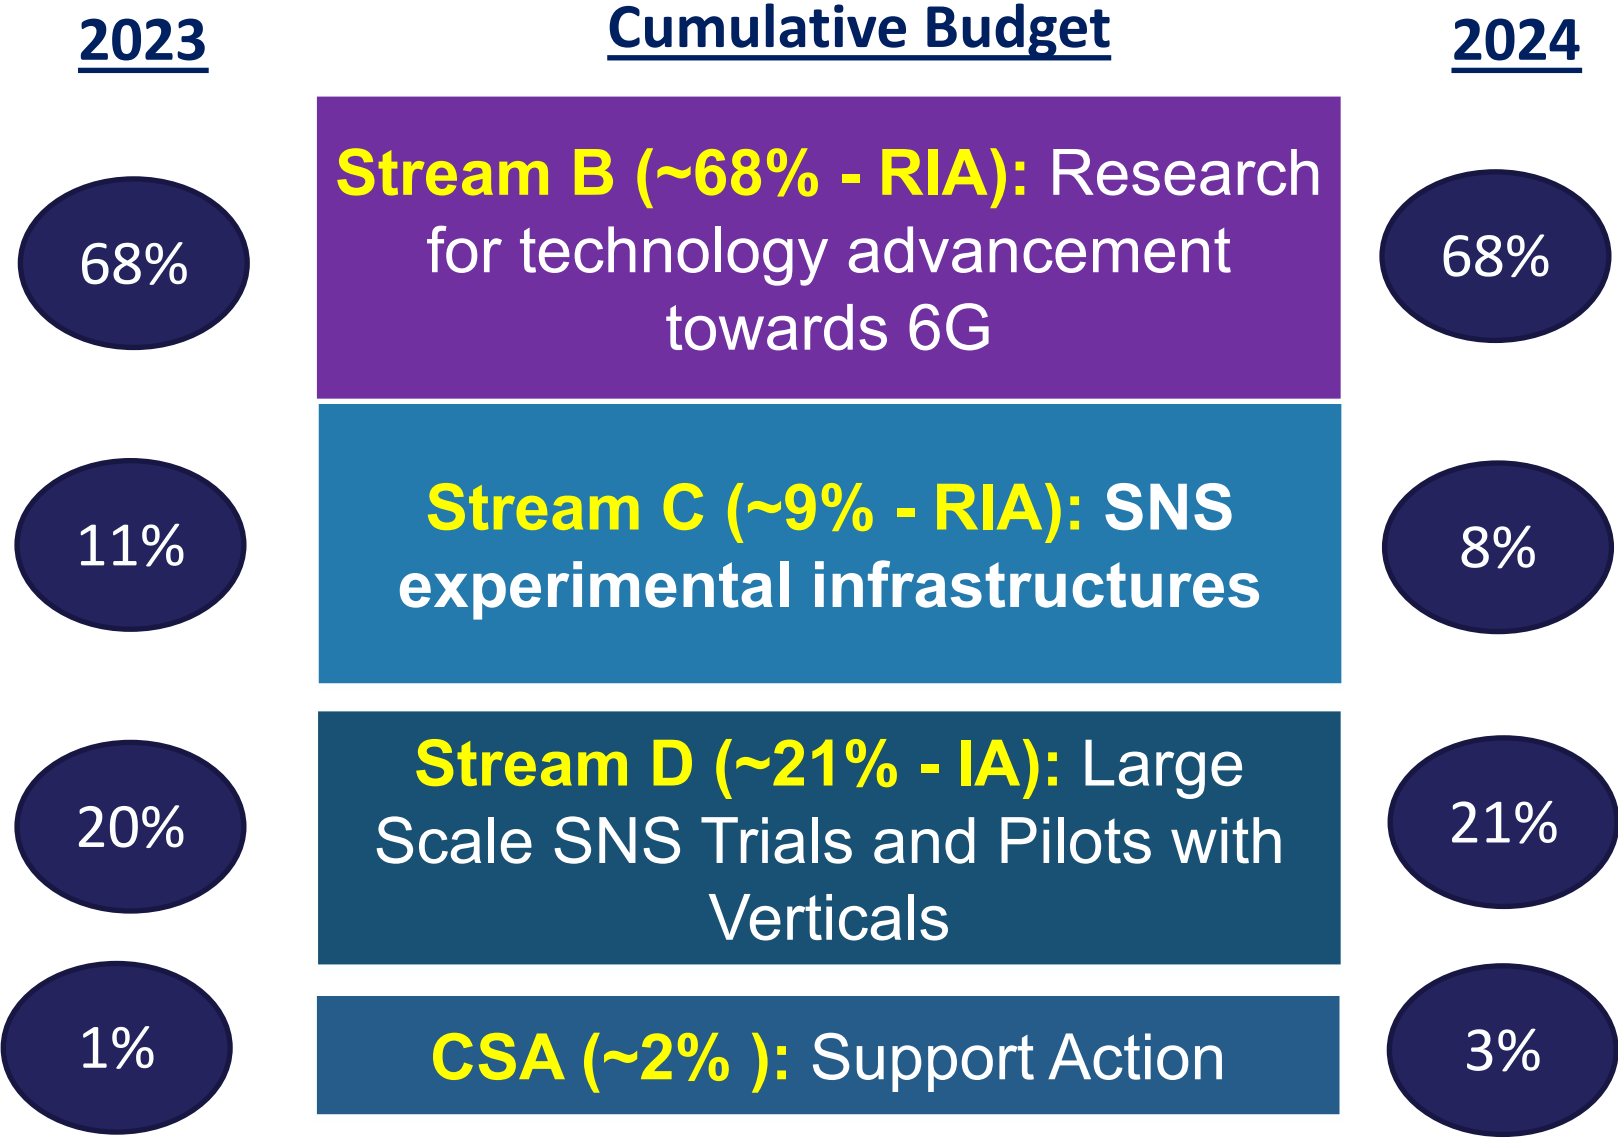 2023
Cumulative Budget
2024
68%
Stream B (~68% - RIA): Research
for technology advancement
towards 6G
68%
11%
Stream C (~9% - RIA): SNS
experimental infrastructures
8%
20%
Stream D (~21% - IA): Large
Scale SNS Trials and Pilots with
Verticals
21%
1%
CSA (~2% ): Support Action
3%